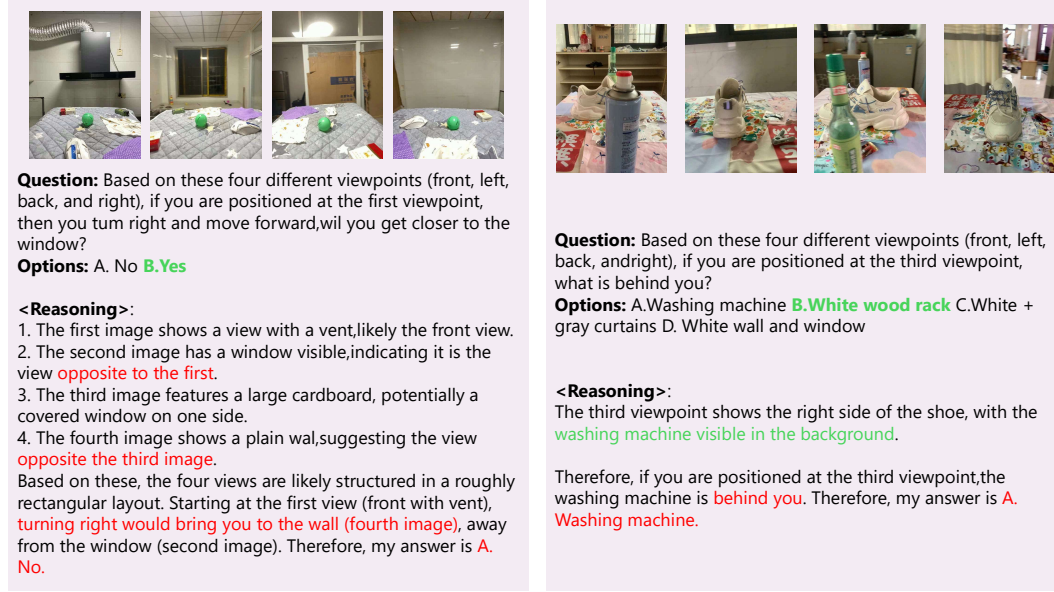 Question: Based on these four different viewpoints (front, left,
back, and right), if you are positioned at the first viewpoint,
then you tum right and move forward,wil you get closer to the
window?
Options: A. No B.Yes
<Reasoning>:
1. The first image shows a view with a vent,likely the front view.
2. The second image has a window visible,indicating it is the
view opposite to the first.
3. The third image features a large cardboard, potentially a
covered window on one side.
4. The fourth image shows a plain wal,suggesting the view
opposite the third image.
Based on these, the four views are likely structured in a roughly
rectangular layout. Starting at the first view (front with vent),
turning right would bring you to the wall (fourth image), away
from the window (second image). Therefore, my answer is A.
No.
Question: Based on these four different viewpoints (front, left,
back, andright), if you are positioned at the third viewpoint,
what is behind you?
Options: A.Washing machine B.White wood rack C.White +
gray curtains D. White wall and window
<Reasoning>:
The third viewpoint shows the right side of the shoe, with the
washing machine visible in the background.
Therefore, if you are positioned at the third viewpoint,the
washing machine is behind you. Therefore, my answer is A.
Washing machine.